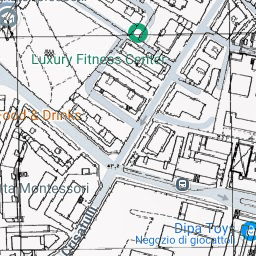 Luxury Fitness Center
ood & Drinks
ta Montessori
Dipa Toys
Negozio di giocattoli